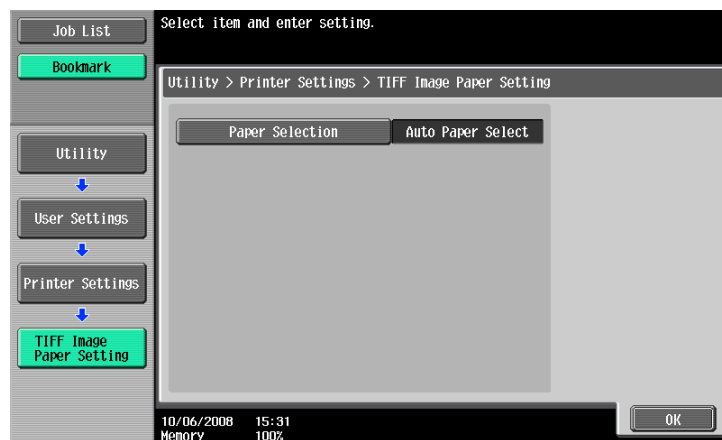 Job List
Bookmark
Select item and enter setting.
Utility > Printer Settings > TIFF Image Paper Setting
Paper Selection
Auto Paper Select
Utility
User Settings
Printer Settings
TIFF Image
Paper Setting
10/06/2008 15:31
Memory 100%
OK